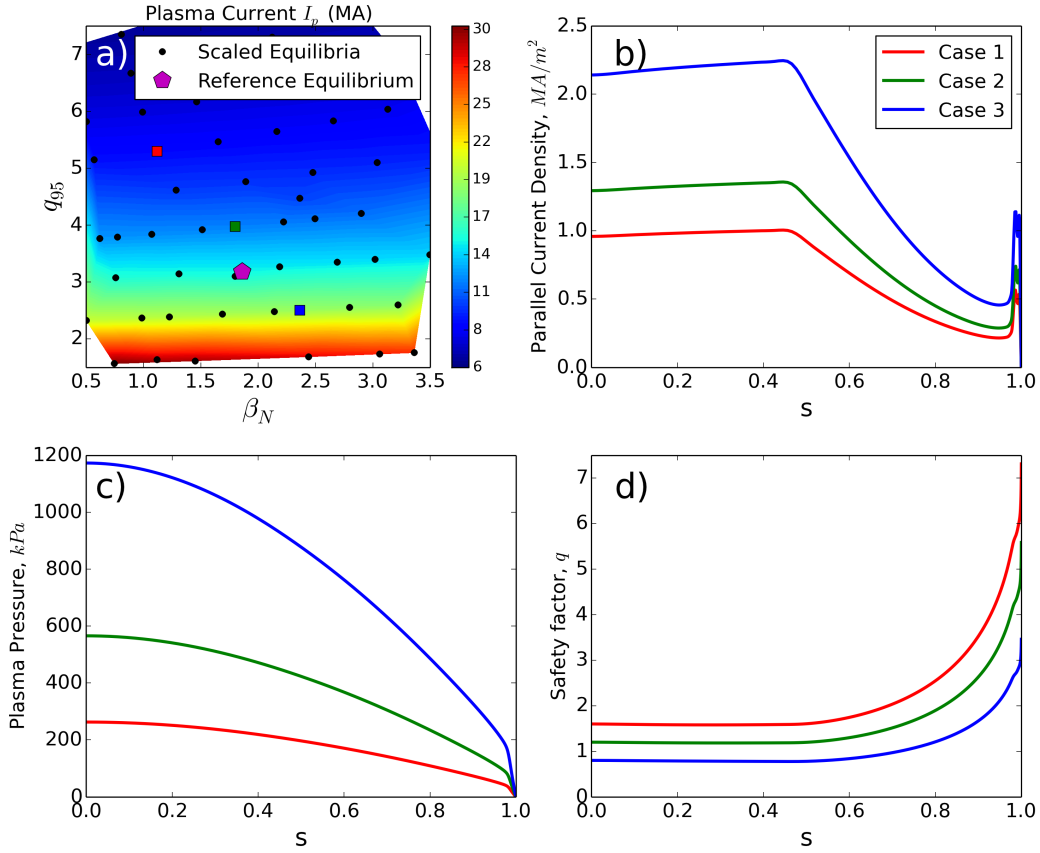 Plasma Current I_p (MA)
a)
Scaled Equilibria
Reference Equilibrium
7
6
5
4
3
2
q_95
0.5 1.0 1.5 2.0 2.5 3.0 3.5
β_N
30
28
25
22
19
17
14
11
8
6
b)
Case 1
Case 2
Case 3
2.5
2.0
1.5
1.0
0.5
0.0
Parallel Current Density, MA/m^2
0.0 0.2 0.4 0.6 0.8 1.0
s
c)
1200
1000
800
600
400
200
0
Plasma Pressure, kPa
0.0 0.2 0.4 0.6 0.8 1.0
s
d)
7
6
5
4
3
2
1
0
Safety factor, q
0.0 0.2 0.4 0.6 0.8 1.0
s